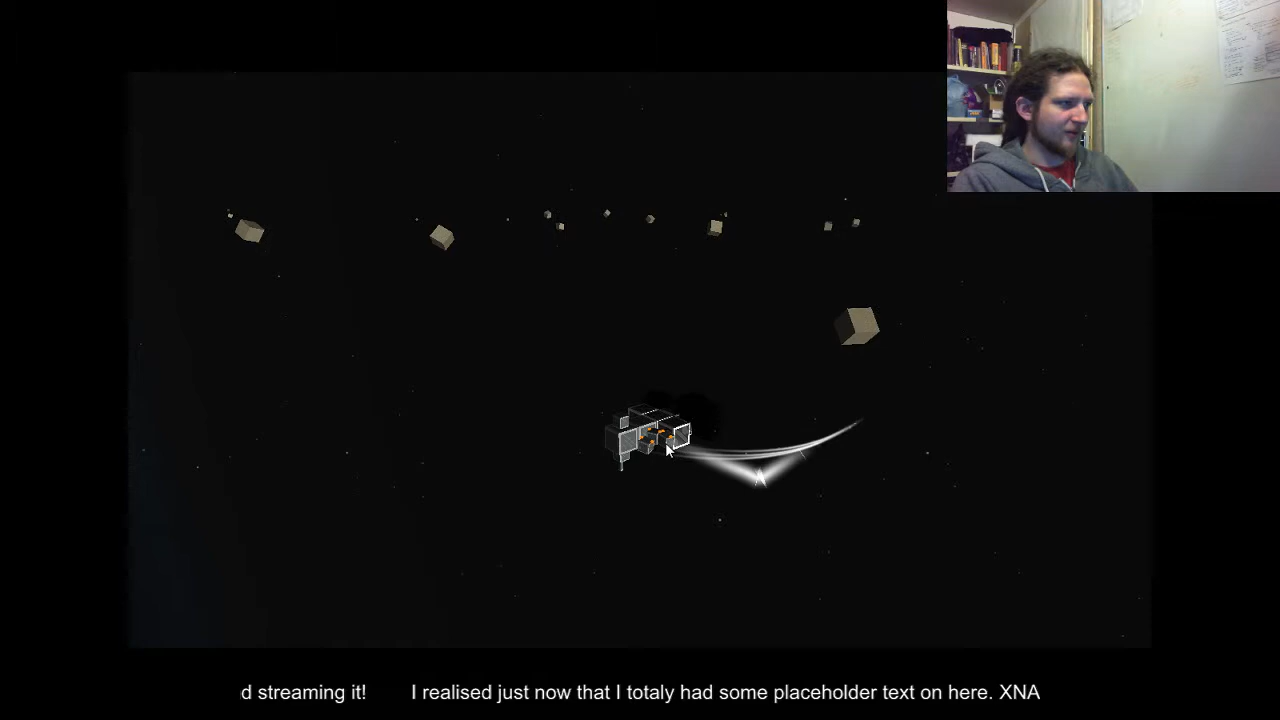 d streaming it! I realised just now that I totaly had some placeholder text on here. XNA